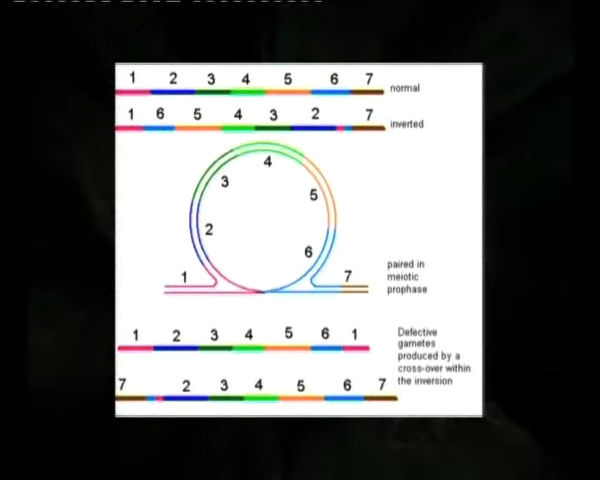 1 2 3 4 5 6 7
normal
1 6 5 4 3 2 7
inverted
4
3
5
2
6
1 7
paired in
meiotic
prophase
1 2 3 4 5 6 1
Defective
gametes
produced by a
cross-over within
the inversion
7 2 3 4 5 6 7